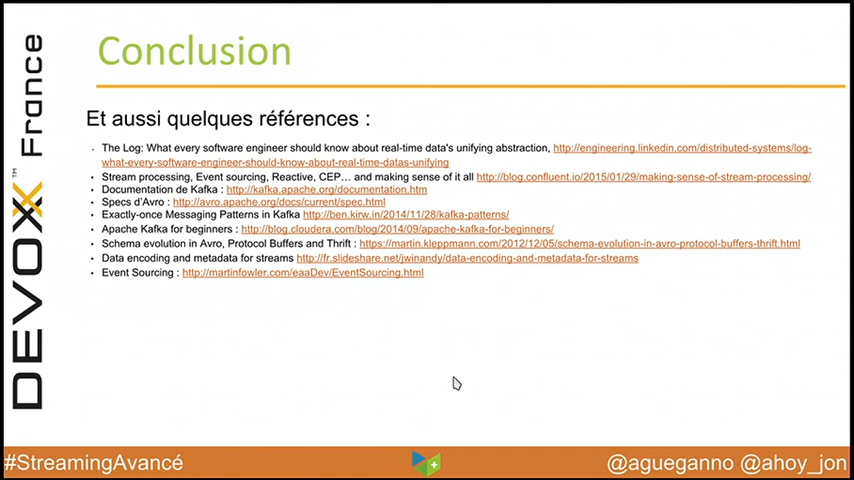 Conclusion
Et aussi quelques références :
The Log: What every software engineer should know about real-time data's unifying abstraction, http://engineering.linkedin.com/distributed-systems/log-
what-every-software-engineer-should-know-about-real-time-datas-unifying
Stream processing, Event sourcing, Reactive, CEP… and making sense of it all http://blog.confluent.io/2015/01/29/making-sense-of-stream-processing/
Documentation de Kafka : http://kafka.apache.org/documentation.htm
Specs d'Avro : http://avro.apache.org/docs/current/spec.html
Exactly-once Messaging Patterns in Kafka http://ben.kirw.in/2014/11/28/kafka-patterns/
Apache Kafka for beginners : http://blog.cloudera.com/blog/2014/09/apache-kafka-for-beginners/
Schema evolution in Avro, Protocol Buffers and Thrift : https://martin.kleppmann.com/2012/12/05/schema-evolution-in-avro-protocol-buffers-thrift.html
Data encoding and metadata for streams http://fr.slideshare.net/jwinandy/data-encoding-and-metadata-for-streams
Event Sourcing : http://martinfowler.com/eaaDev/EventSourcing.html
DEVOXX™ France
#StreamingAvancé
@agueganno @ahoy_jon